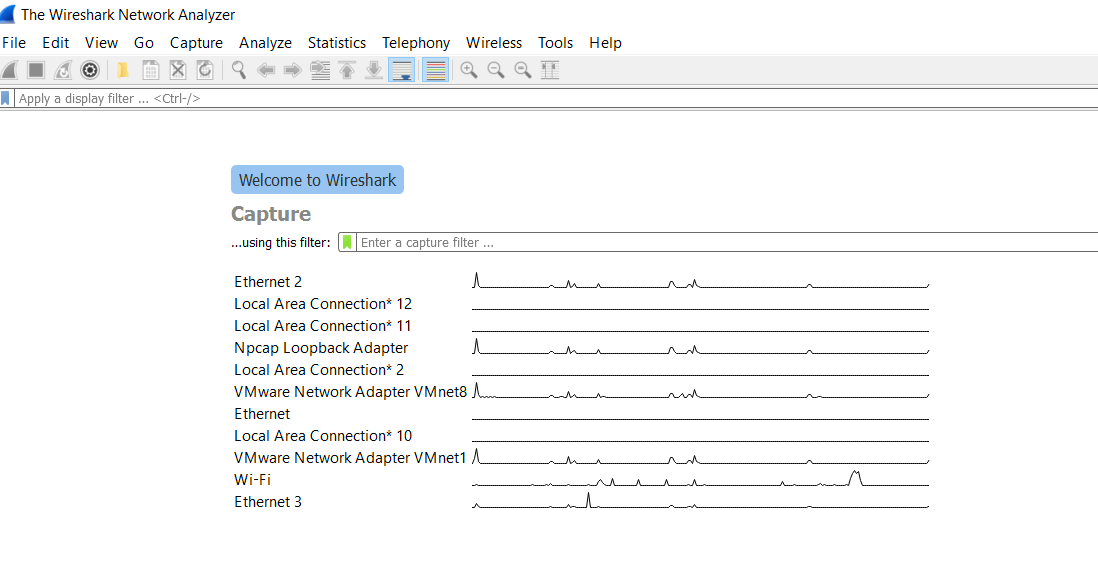 The Wireshark Network Analyzer
File Edit View Go Capture Analyze Statistics Telephony Wireless Tools Help
Apply a display filter ... <Ctrl-/>
Welcome to Wireshark
Capture
...using this filter: Enter a capture filter ...
Ethernet 2
Local Area Connection* 12
Local Area Connection* 11
Npcap Loopback Adapter
Local Area Connection* 2
VMware Network Adapter VMnet8
Ethernet
Local Area Connection* 10
VMware Network Adapter VMnet1
Wi-Fi
Ethernet 3